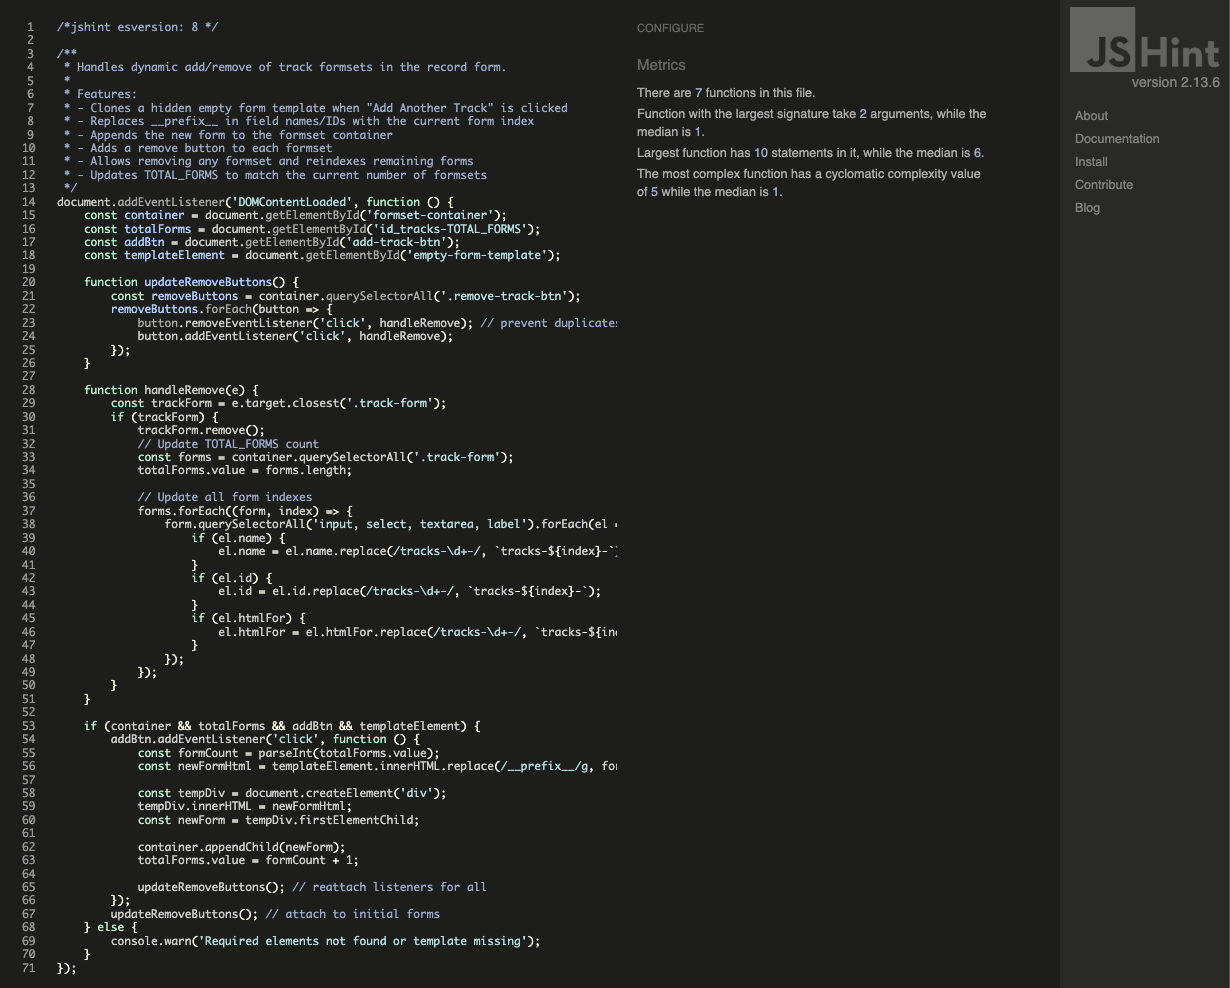 1 /*jshint esversion: 8 */
2
3 /**
4 * Handles dynamic add/remove of track formsets in the record form.
5 *
6 * Features:
7 * - Clones a hidden empty form template when "Add Another Track" is clicked
8 * - Replaces __prefix__ in field names/IDs with the current form index
9 * - Appends the new form to the formset container
10 * - Adds a remove button to each formset
11 * - Allows removing any formset and reindexes remaining forms
12 * - Updates TOTAL_FORMS to match the current number of formsets
13 */
14 document.addEventListener('DOMContentLoaded', function () {
15 const container = document.getElementById('formset-container');
16 const totalForms = document.getElementById('id_tracks-TOTAL_FORMS');
17 const addBtn = document.getElementById('add-track-btn');
18 const templateElement = document.getElementById('empty-form-template');
19
20 function updateRemoveButtons() {
21 const removeButtons = container.querySelectorAll('.remove-track-btn');
22 removeButtons.forEach(button => {
23 button.removeEventListener('click', handleRemove); // prevent duplicates
24 button.addEventListener('click', handleRemove);
25 });
26 }
27
28 function handleRemove(e) {
29 const trackForm = e.target.closest('.track-form');
30 if (trackForm) {
31 trackForm.remove();
32 // Update TOTAL_FORMS count
33 const forms = container.querySelectorAll('.track-form');
34 totalForms.value = forms.length;
35
36 // Update all form indexes
37 forms.forEach((form, index) => {
38 form.querySelectorAll('input, select, textarea, label').forEach(el
39 if (el.name) {
40 el.name = el.name.replace(/tracks-\d+-/, `tracks-${index}-`)
41 }
42 if (el.id) {
43 el.id = el.id.replace(/tracks-\d+-/, `tracks-${index}-`);
44 }
45 if (el.htmlFor) {
46 el.htmlFor = el.htmlFor.replace(/tracks-\d+-/, `tracks-${in
47 }
48 });
49 });
50 }
51 }
52
53 if (container && totalForms && addBtn && templateElement) {
54 addBtn.addEventListener('click', function () {
55 const formCount = parseInt(totalForms.value);
56 const newFormHtml = templateElement.innerHTML.replace(/__prefix__/g, fo
57
58 const tempDiv = document.createElement('div');
59 tempDiv.innerHTML = newFormHtml;
60 const newForm = tempDiv.firstElementChild;
61
62 container.appendChild(newForm);
63 totalForms.value = formCount + 1;
64
65 updateRemoveButtons(); // reattach listeners for all
66 });
67 updateRemoveButtons(); // attach to initial forms
68 } else {
69 console.warn('Required elements not found or template missing');
70 }
71 });
CONFIGURE
Metrics
There are 7 functions in this file.
Function with the largest signature take 2 arguments, while the
median is 1.
Largest function has 10 statements in it, while the median is 6.
The most complex function has a cyclomatic complexity value
of 5 while the median is 1.
JSHint
version 2.13.6
About
Documentation
Install
Contribute
Blog